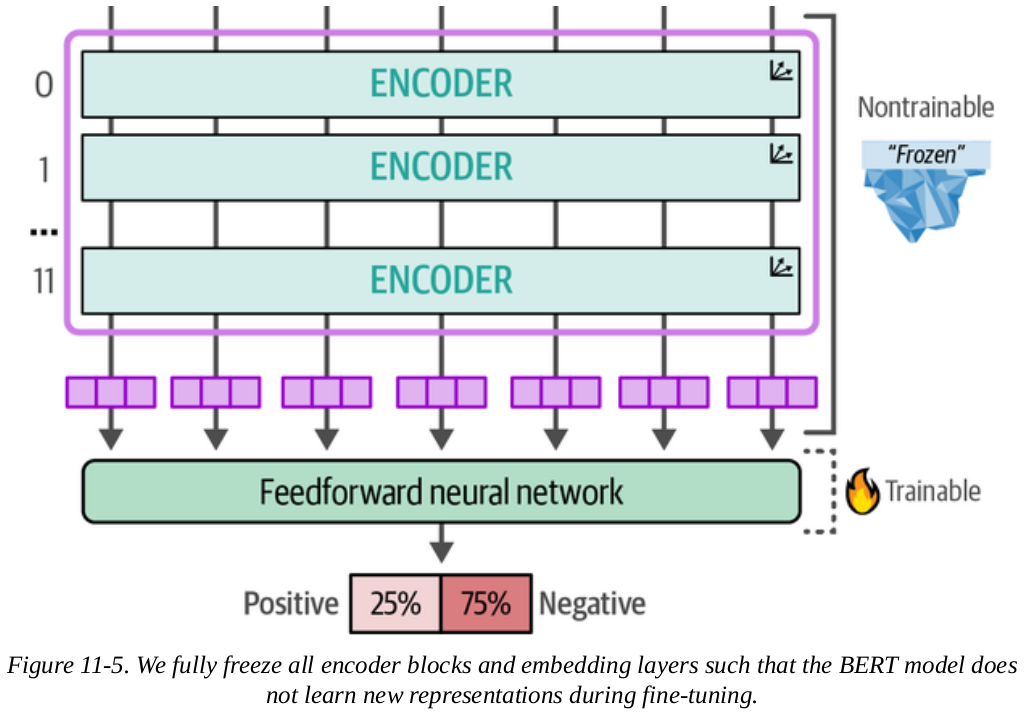 0
ENCODER
1
ENCODER
...
11
ENCODER
Nontrainable
"Frozen"
Feedforward neural network
Trainable
Positive 25% 75% Negative
Figure 11-5. We fully freeze all encoder blocks and embedding layers such that the BERT model does
not learn new representations during fine-tuning.